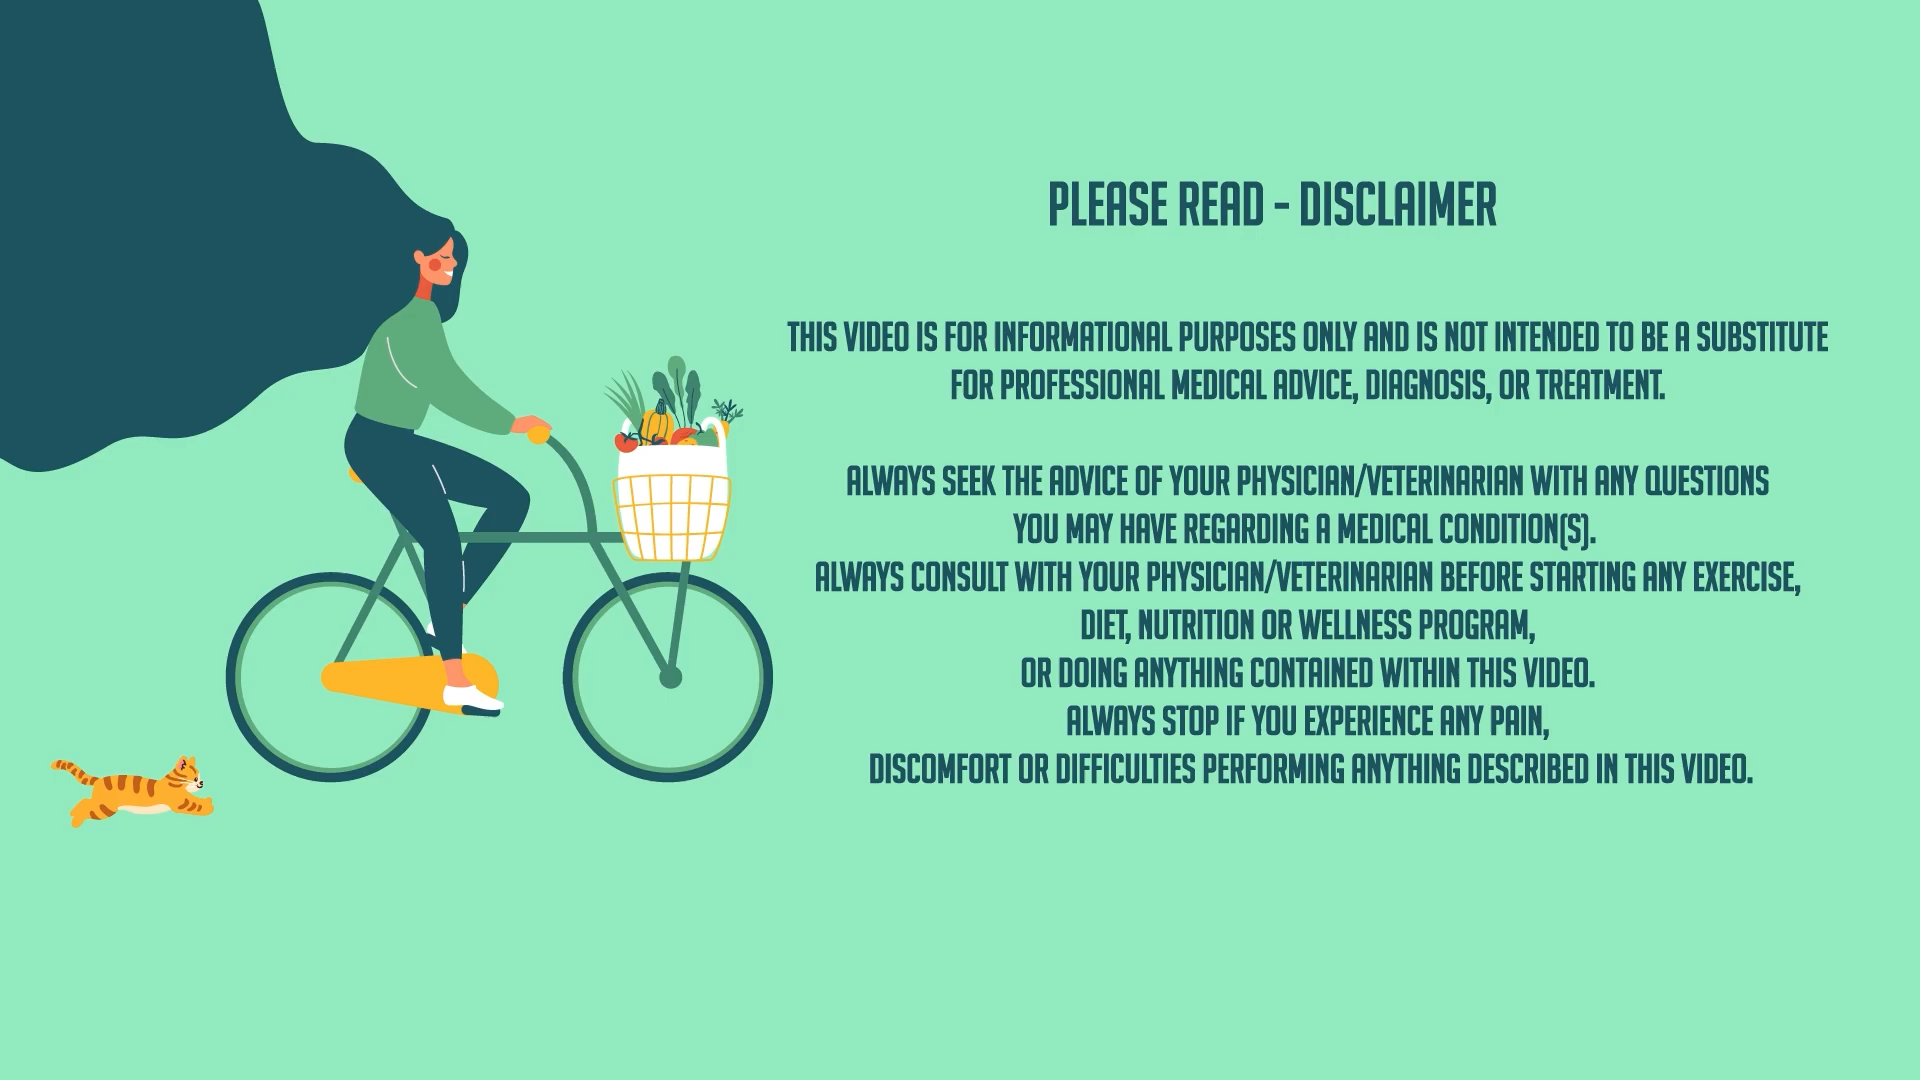 PLEASE READ - DISCLAIMER
THIS VIDEO IS FOR INFORMATIONAL PURPOSES ONLY AND IS NOT INTENDED TO BE A SUBSTITUTE
FOR PROFESSIONAL MEDICAL ADVICE, DIAGNOSIS, OR TREATMENT.
ALWAYS SEEK THE ADVICE OF YOUR PHYSICIAN/VETERINARIAN WITH ANY QUESTIONS
YOU MAY HAVE REGARDING A MEDICAL CONDITION(S).
ALWAYS CONSULT WITH YOUR PHYSICIAN/VETERINARIAN BEFORE STARTING ANY EXERCISE,
DIET, NUTRITION OR WELLNESS PROGRAM,
OR DOING ANYTHING CONTAINED WITHIN THIS VIDEO.
ALWAYS STOP IF YOU EXPERIENCE ANY PAIN,
DISCOMFORT OR DIFFICULTIES PERFORMING ANYTHING DESCRIBED IN THIS VIDEO.